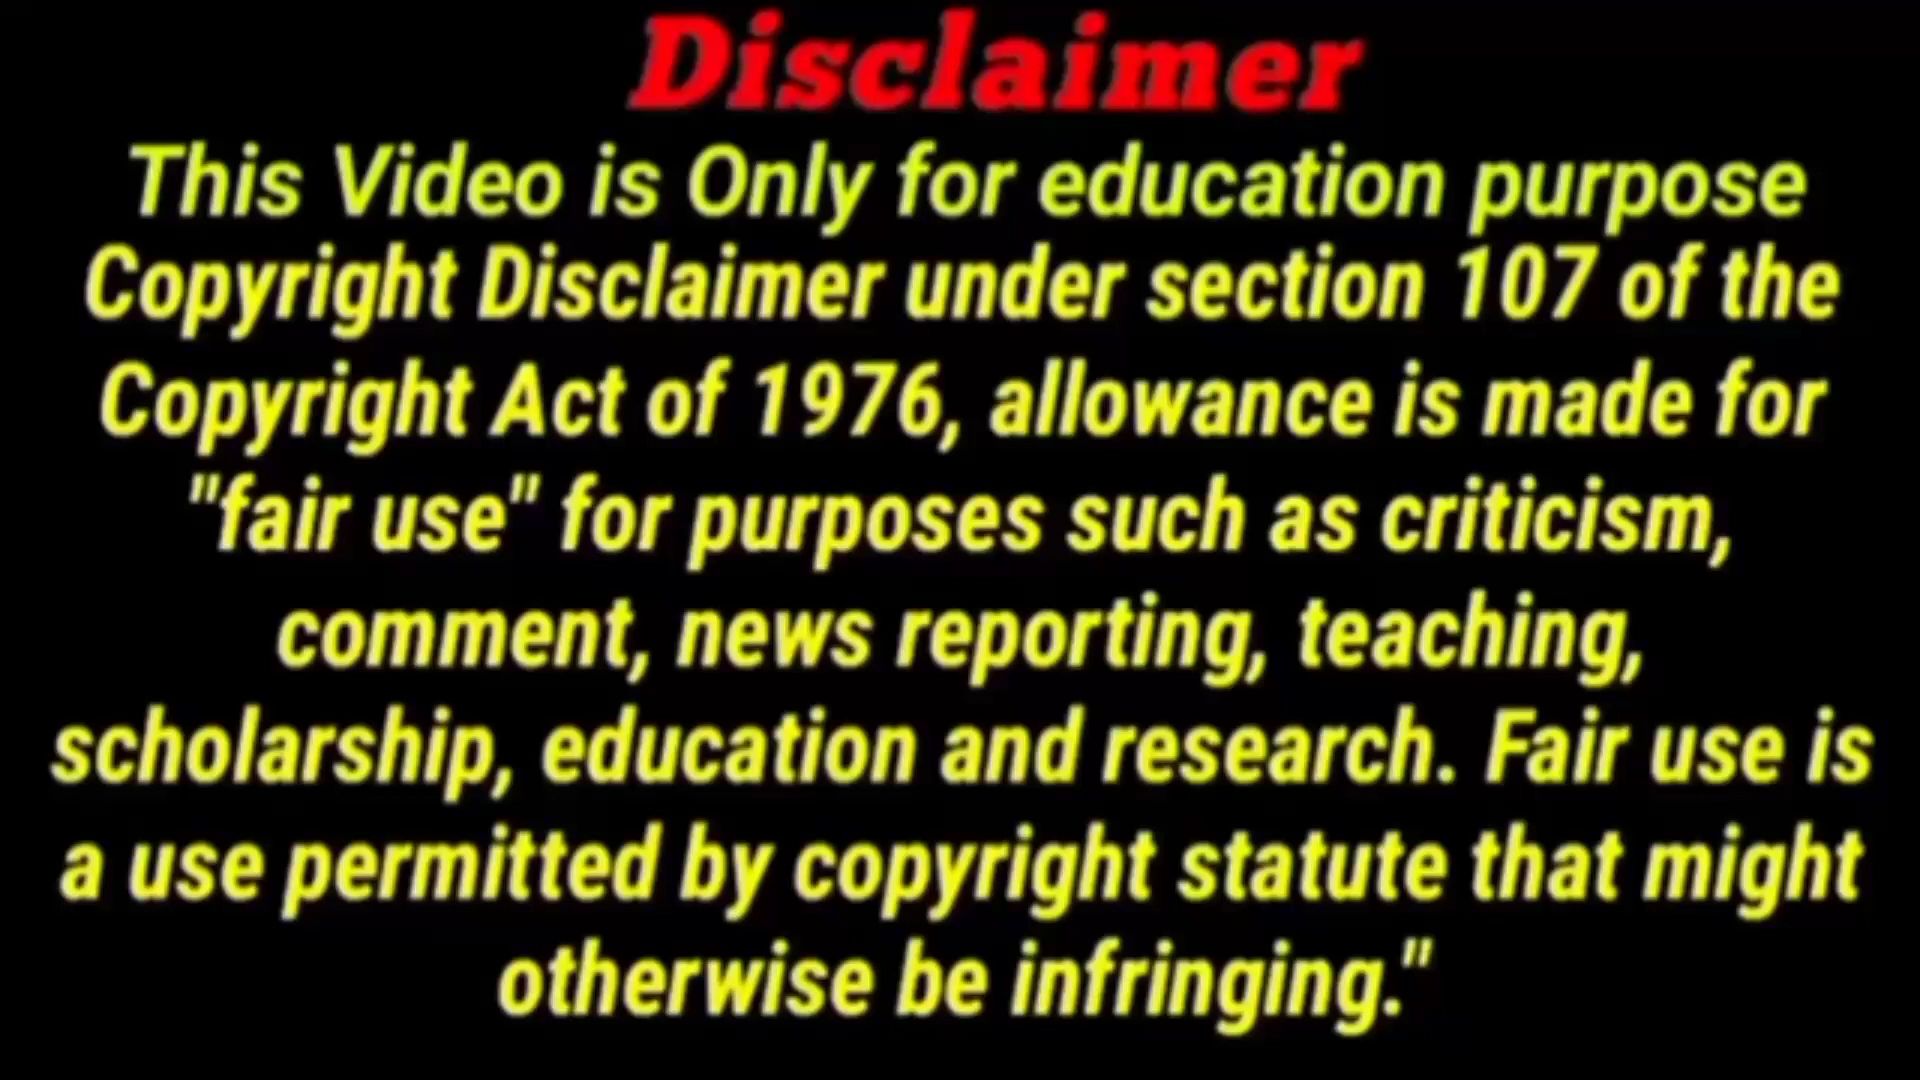 Disclaimer
This Video is Only for education purpose
Copyright Disclaimer under section 107 of the
Copyright Act of 1976, allowance is made for
"fair use" for purposes such as criticism,
comment, news reporting, teaching,
scholarship, education and research. Fair use is
a use permitted by copyright statute that might
otherwise be infringing."